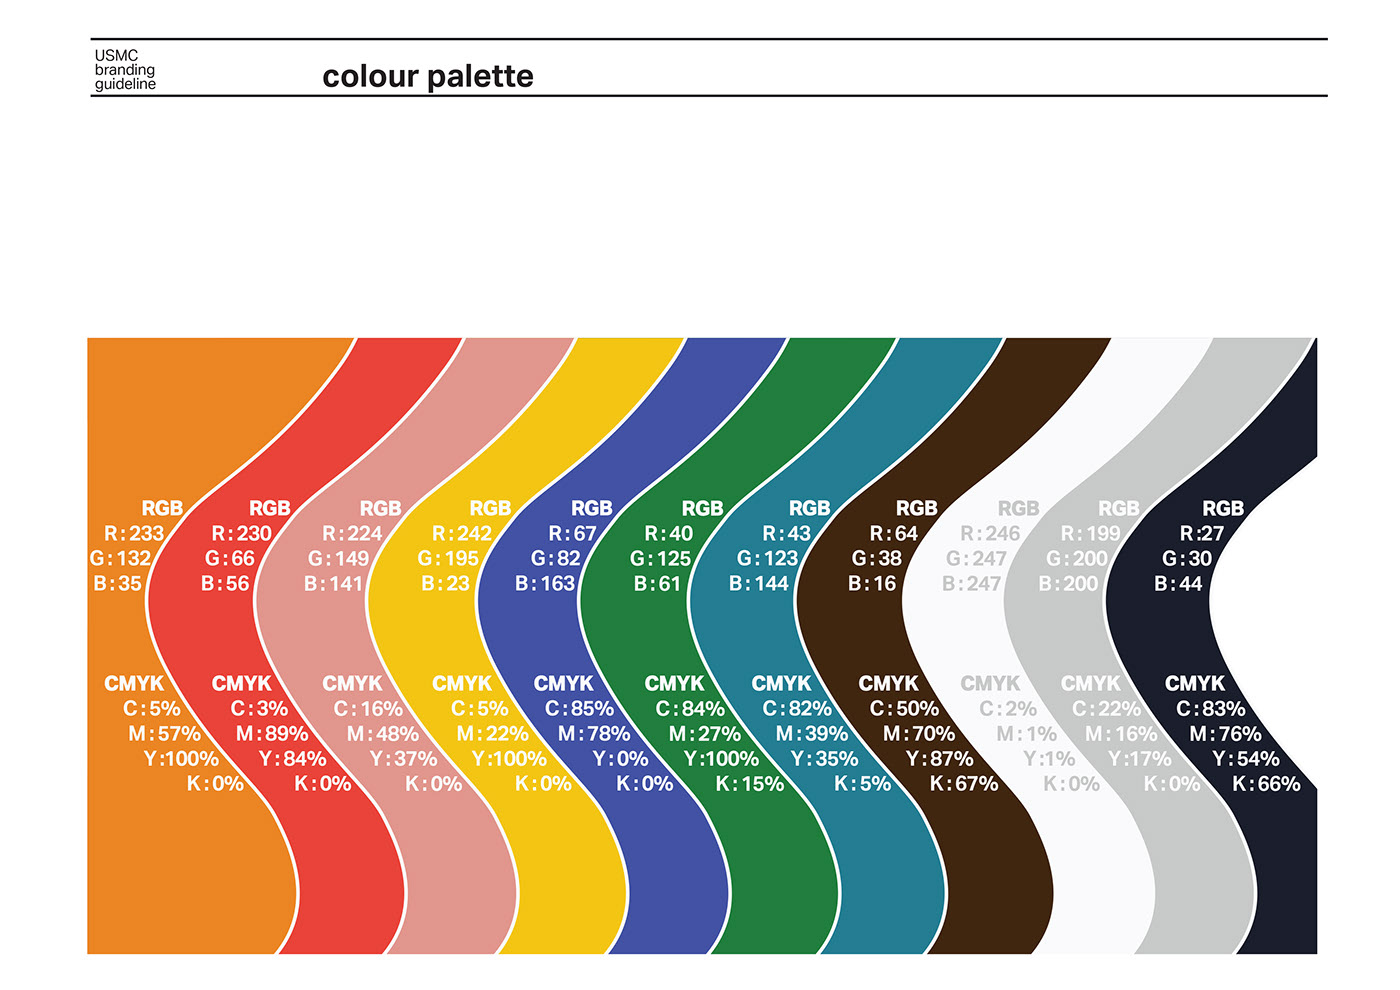 USMC
branding
guideline
colour palette
RGB
R:233
G:132
B:35
CMYK
C:5%
M:57%
Y:100%
K:0%
RGB
R:230
G:66
B:56
CMYK
C:3%
M:89%
Y:84%
K:0%
RGB
R:224
G:149
B:141
CMYK
C:16%
M:48%
Y:37%
K:0%
RGB
R:242
G:195
B:23
CMYK
C:5%
M:22%
Y:100%
K:0%
RGB
R:67
G:82
B:163
CMYK
C:85%
M:78%
Y:0%
K:0%
RGB
R:40
G:125
B:61
CMYK
C:84%
M:27%
Y:100%
K:15%
RGB
R:43
G:123
B:144
CMYK
C:82%
M:39%
Y:35%
K:5%
RGB
R:64
G:38
B:16
CMYK
C:50%
M:70%
Y:87%
K:67%
RGB
R:246
G:247
B:247
CMYK
C:2%
M:1%
Y:1%
K:0%
RGB
R:199
G:200
B:200
CMYK
C:22%
M:16%
Y:17%
K:0%
RGB
R:27
G:30
B:44
CMYK
C:83%
M:76%
Y:54%
K:66%